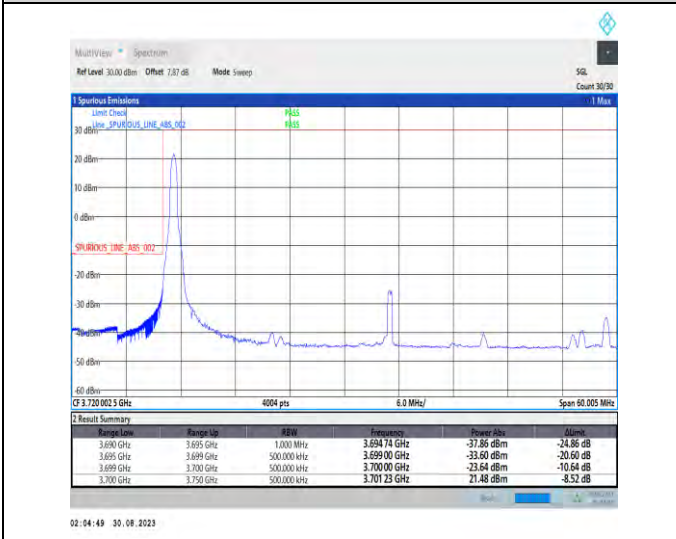 MultiView Spectrum
Ref Level 30.00 dBm Offset 7.87 dB Mode Sweep SGL
Count 30/30
1 Spurious Emissions 1 Max
Limit Check PASS
Line _SPURIOUS_LINE_ABS_002 PASS
30 dBm
20 dBm
10 dBm
0 dBm
_SPURIOUS_LINE_ABS_002
-20 dBm
-30 dBm
-40 dBm
-50 dBm
-60 dBm
CF 3.720 002 5 GHz 4004 pts 6.0 MHz/ Span 60.005 MHz
2 Result Summary
Range Low Range Up RBW Frequency Power Abs ΔLimit
3.690 GHz 3.695 GHz 1.000 MHz 3.694 74 GHz -37.86 dBm -24.86 dB
3.695 GHz 3.699 GHz 500.000 kHz 3.699 00 GHz -33.60 dBm -20.60 dB
3.699 GHz 3.700 GHz 500.000 kHz 3.700 00 GHz -23.64 dBm -10.64 dB
3.700 GHz 3.750 GHz 500.000 kHz 3.701 23 GHz 21.48 dBm -8.52 dB
02:04:49 30.08.2023